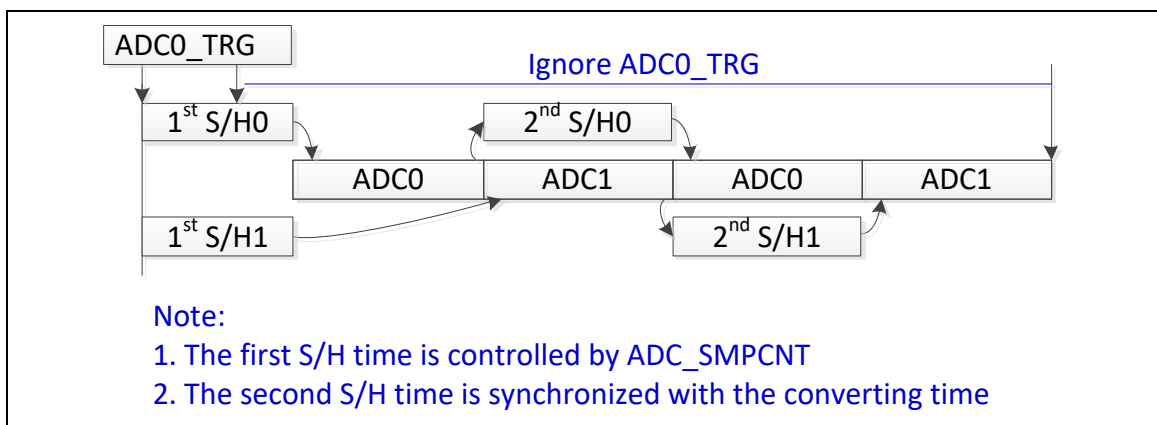 ADC0_TRG
Ignore ADC0_TRG
1st S/H0
2nd S/H0
ADC0
ADC1
ADC0
ADC1
1st S/H1
2nd S/H1
Note:
1. The first S/H time is controlled by ADC_SMPCNT
2. The second S/H time is synchronized with the converting time